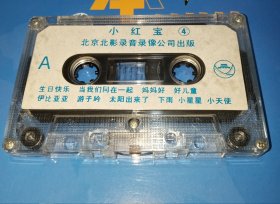 小红宝 ④
北京北影录音录像公司出版
A
生日快乐 当我们同在一起 妈妈好 好儿童
伊比亚亚 游子吟 太阳出来了 下雨 小星星 小天使